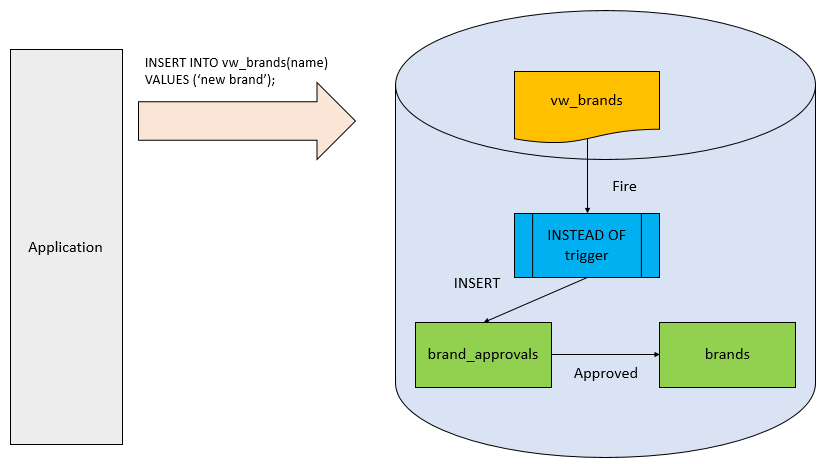 INSERT INTO vw_brands(name)
VALUES (‘new brand’);
Application
vw_brands
Fire
INSTEAD OF
trigger
INSERT
brand_approvals
brands
Approved